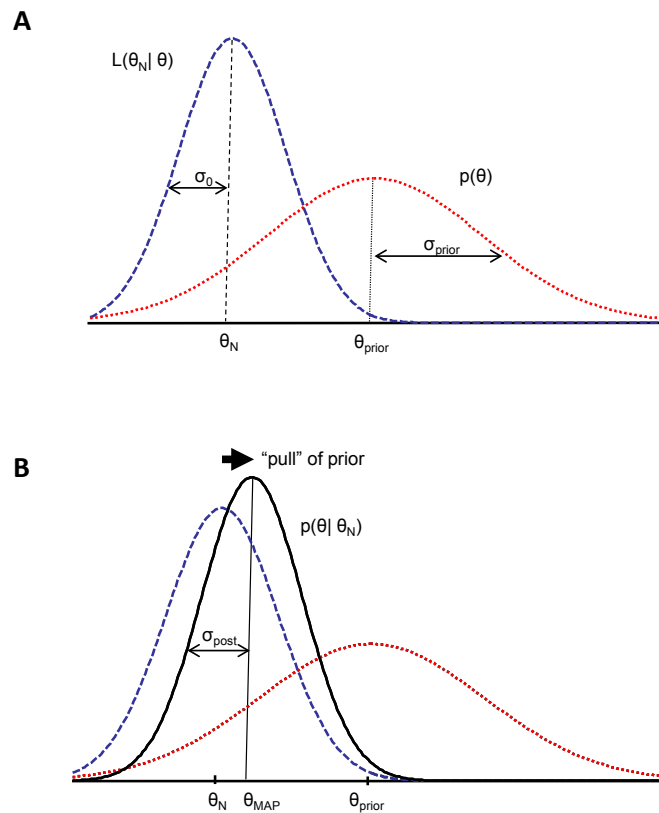 A
L(θN| θ)
p(θ)
σ0
σprior
θN
θprior
B
"pull" of prior
p(θ| θN)
σpost
θN
θMAP
θprior